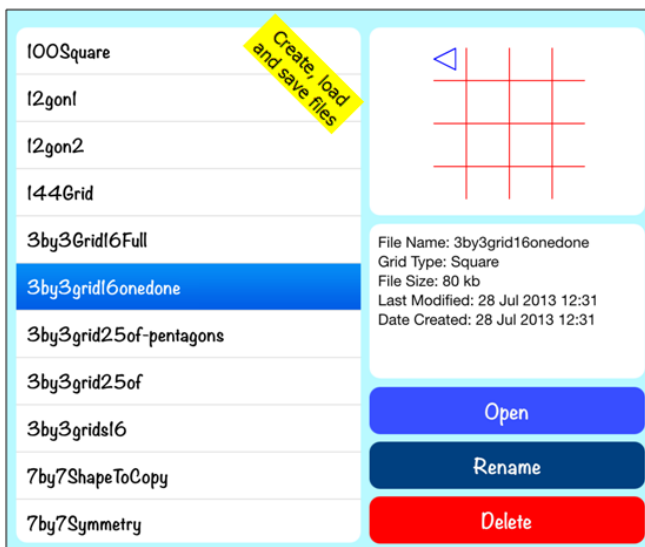 100Square
12gon1
12gon2
144Grid
3by3Grid16Full
3by3grid16onedone
3by3grid25of-pentagons
3by3grid25of
3by3grids16
7by7ShapeToCopy
7by7Symmetry
Create, load
and save files
File Name: 3by3grid16onedone
Grid Type: Square
File Size: 80 kb
Last Modified: 28 Jul 2013 12:31
Date Created: 28 Jul 2013 12:31
Open
Rename
Delete